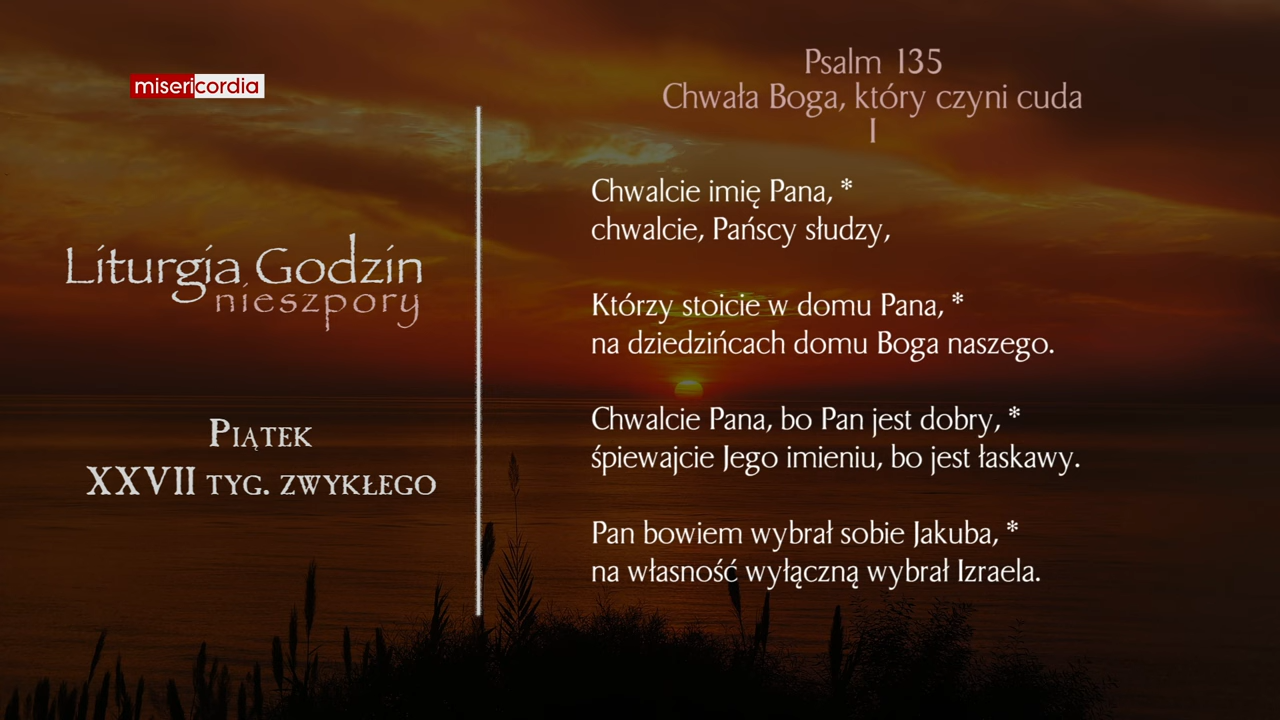 misericordia
Liturgia Godzin
nieszpory
Piątek
XXVII tyg. zwykłego
Psalm 135
Chwała Boga, który czyni cuda
I
Chwalcie imię Pana, *
chwalcie, Pańscy słudzy,
Którzy stoicie w domu Pana, *
na dziedzińcach domu Boga naszego.
Chwalcie Pana, bo Pan jest dobry, *
śpiewajcie Jego imieniu, bo jest łaskawy.
Pan bowiem wybrał sobie Jakuba, *
na własność wyłączną wybrał Izraela.